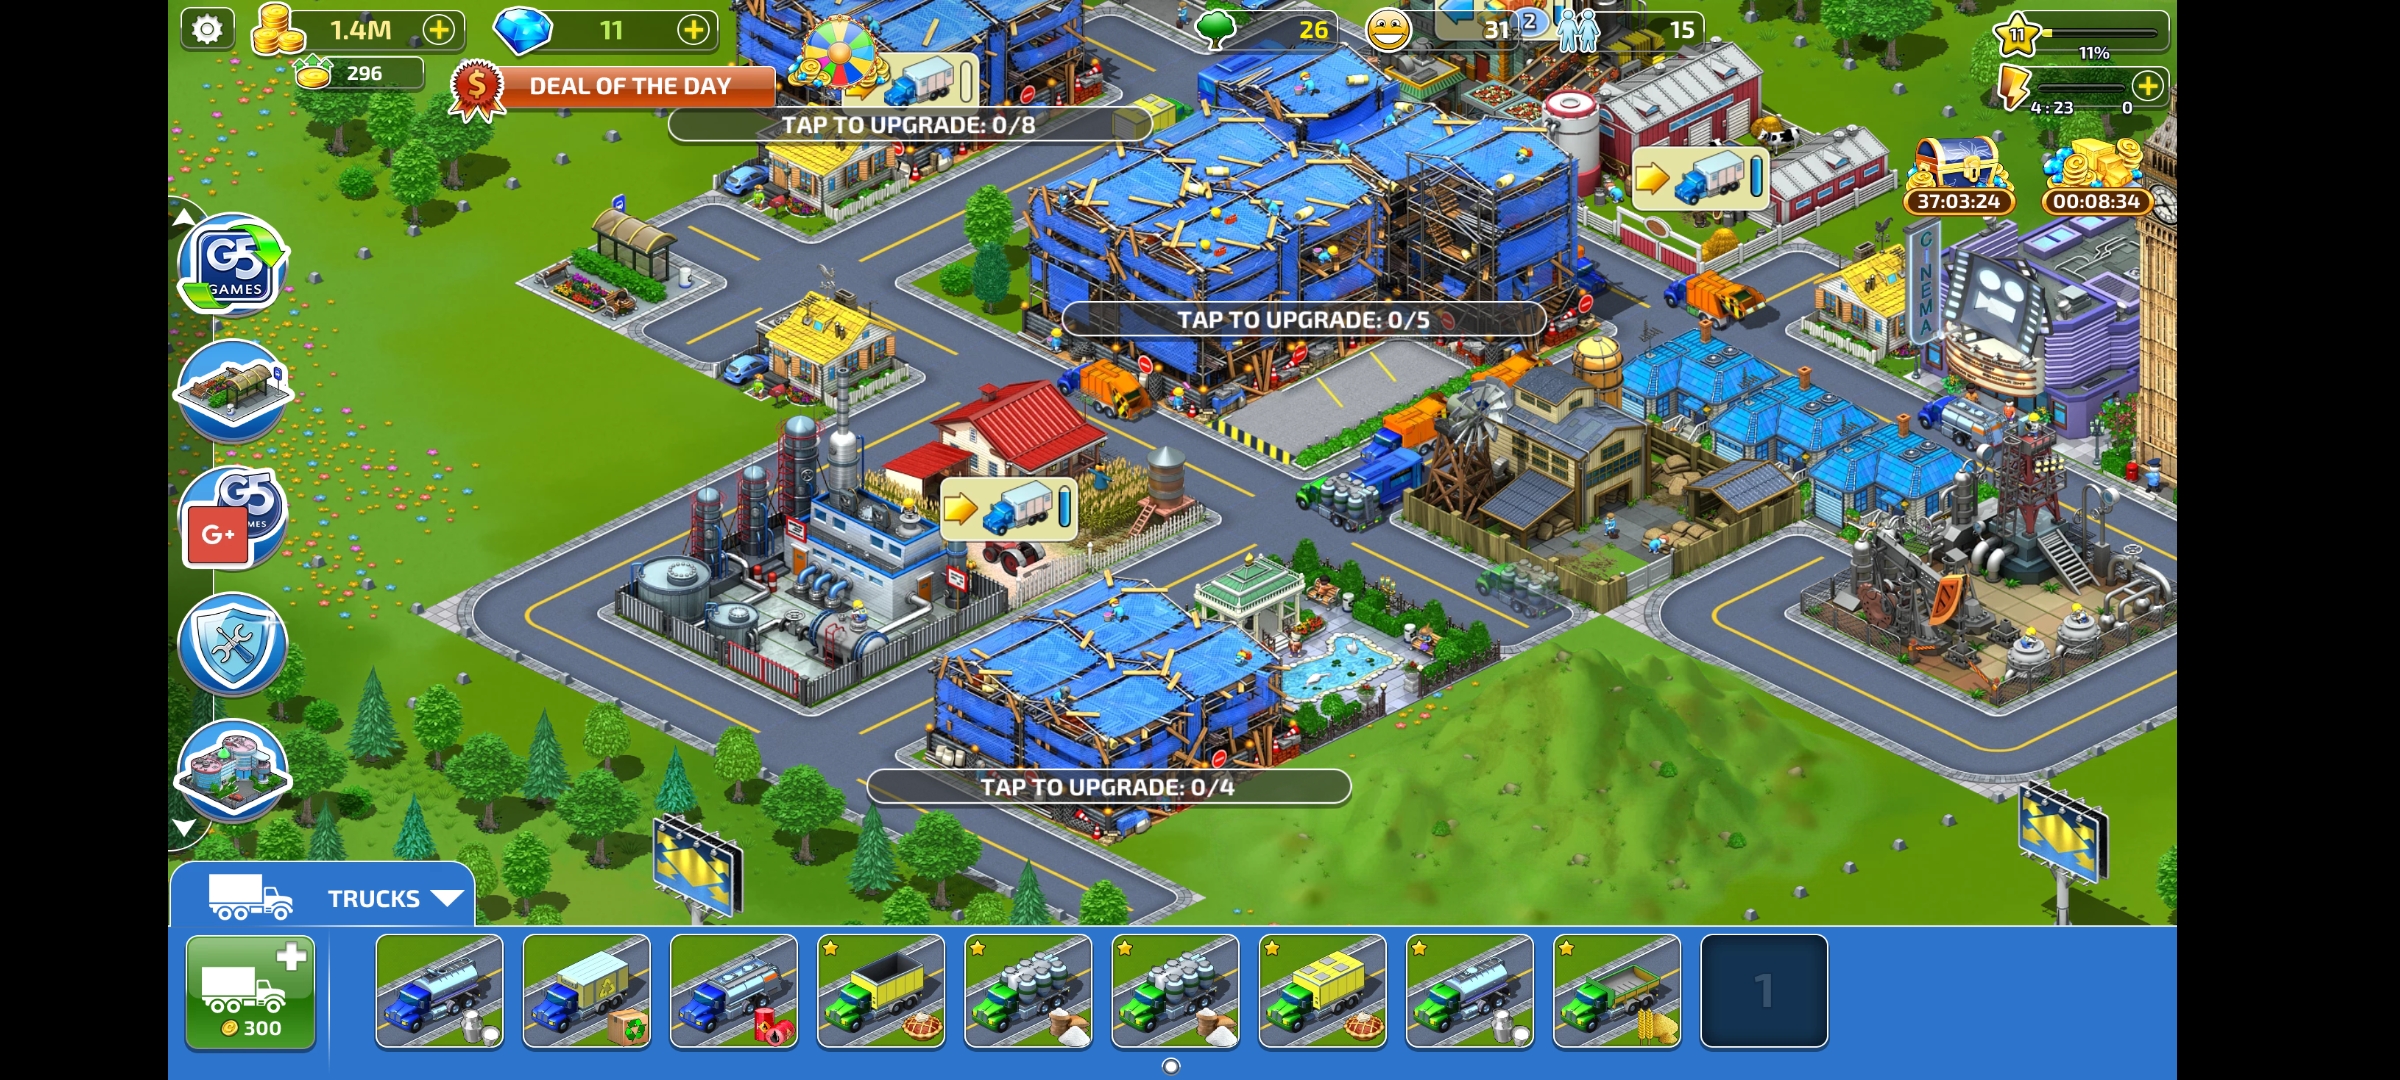 1.4M
11
26
31
2
15
11
11%
296
DEAL OF THE DAY
4:23
0
TAP TO UPGRADE: 0/8
37:03:24
00:08:34
G5
GAMES
CINEMA
TAP TO UPGRADE: 0/5
G5
G+
TAP TO UPGRADE: 0/4
TRUCKS
300
1